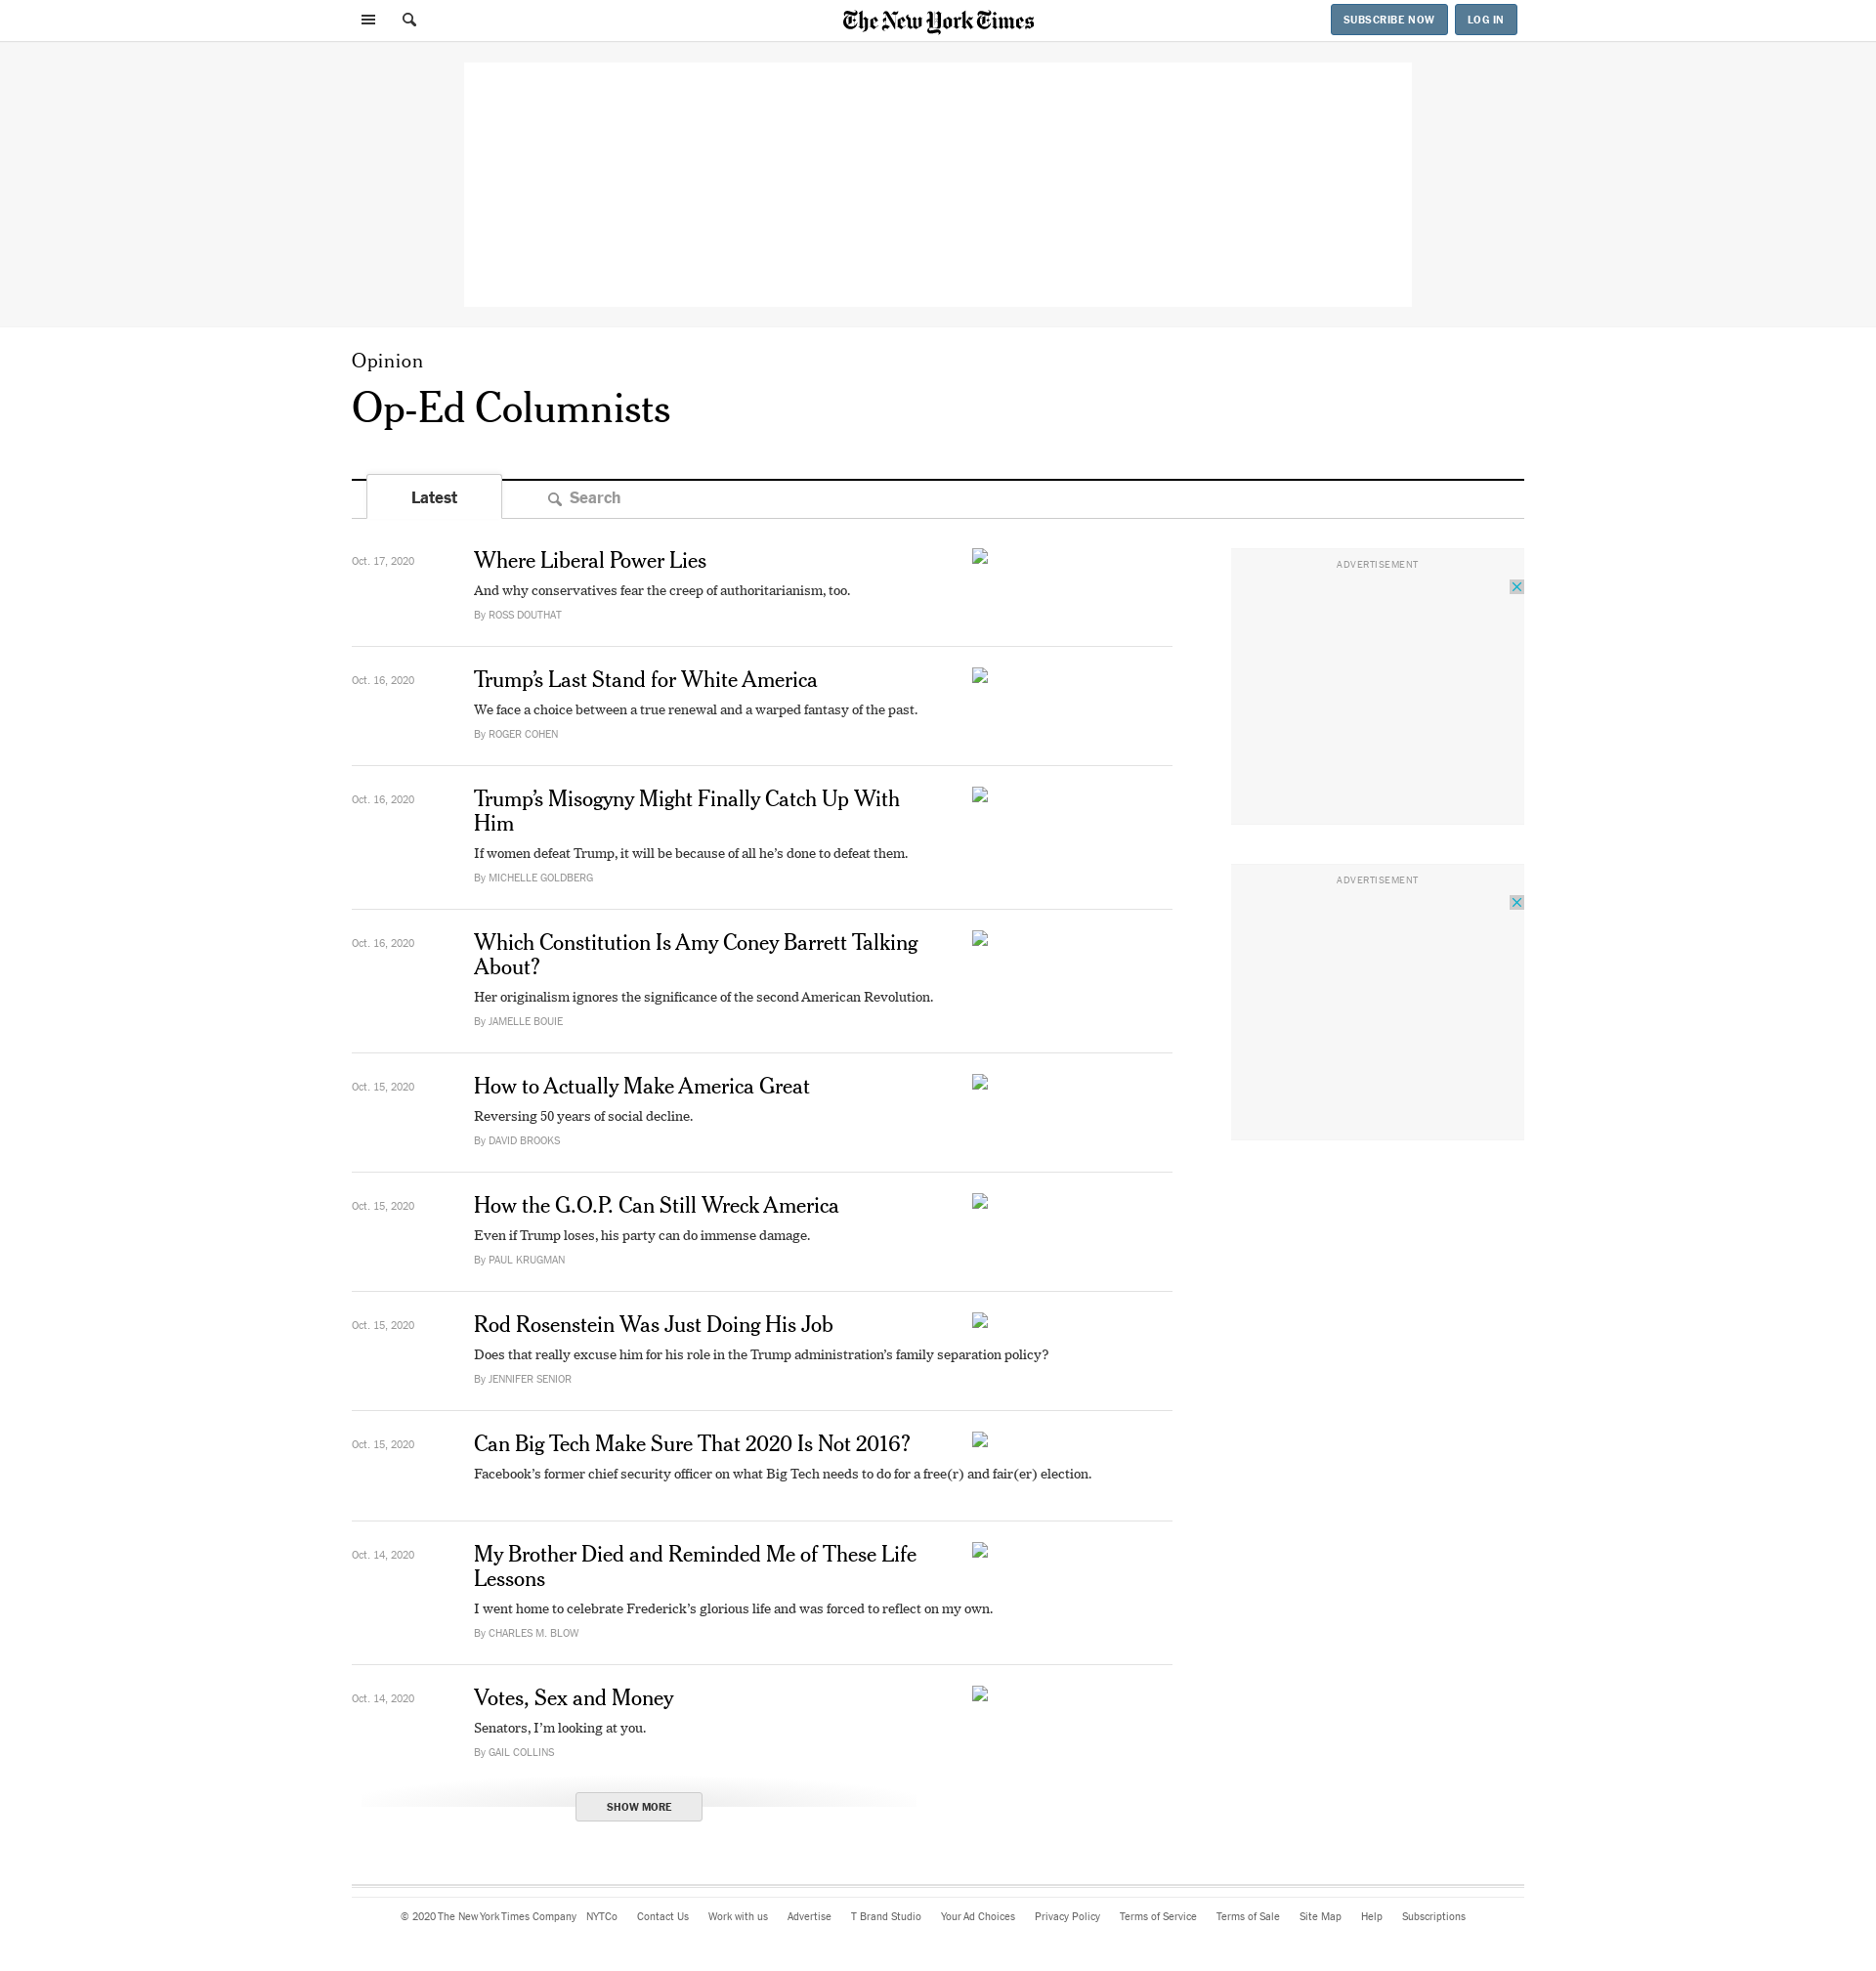 The New York Times
SUBSCRIBE NOW
LOG IN
Opinion
Op-Ed Columnists
Latest
Search
Oct. 17, 2020
Where Liberal Power Lies
And why conservatives fear the creep of authoritarianism, too.
By ROSS DOUTHAT
ADVERTISEMENT
Oct. 16, 2020
Trump’s Last Stand for White America
We face a choice between a true renewal and a warped fantasy of the past.
By ROGER COHEN
Oct. 16, 2020
Trump’s Misogyny Might Finally Catch Up With
Him
If women defeat Trump, it will be because of all he’s done to defeat them.
By MICHELLE GOLDBERG
ADVERTISEMENT
Oct. 16, 2020
Which Constitution Is Amy Coney Barrett Talking
About?
Her originalism ignores the significance of the second American Revolution.
By JAMELLE BOUIE
Oct. 15, 2020
How to Actually Make America Great
Reversing 50 years of social decline.
By DAVID BROOKS
Oct. 15, 2020
How the G.O.P. Can Still Wreck America
Even if Trump loses, his party can do immense damage.
By PAUL KRUGMAN
Oct. 15, 2020
Rod Rosenstein Was Just Doing His Job
Does that really excuse him for his role in the Trump administration’s family separation policy?
By JENNIFER SENIOR
Oct. 15, 2020
Can Big Tech Make Sure That 2020 Is Not 2016?
Facebook’s former chief security officer on what Big Tech needs to do for a free(r) and fair(er) election.
Oct. 14, 2020
My Brother Died and Reminded Me of These Life
Lessons
I went home to celebrate Frederick’s glorious life and was forced to reflect on my own.
By CHARLES M. BLOW
Oct. 14, 2020
Votes, Sex and Money
Senators, I’m looking at you.
By GAIL COLLINS
SHOW MORE
© 2020 The New York Times Company NYTCo Contact Us Work with us Advertise T Brand Studio Your Ad Choices Privacy Policy Terms of Service Terms of Sale Site Map Help Subscriptions